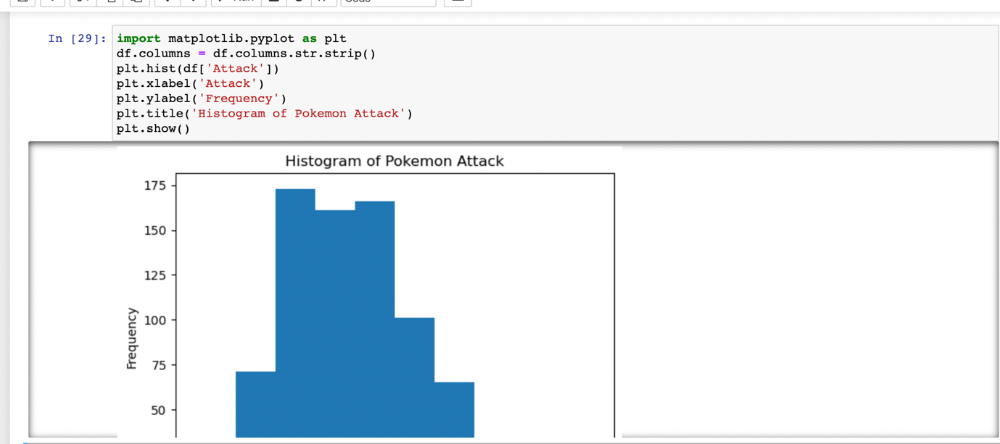 In [29]: import matplotlib.pyplot as plt
df.columns = df.columns.str.strip()
plt.hist(df['Attack'])
plt.xlabel('Attack')
plt.ylabel('Frequency')
plt.title('Histogram of Pokemon Attack')
plt.show()
Histogram of Pokemon Attack
175
150
125
100
75
50
Frequency